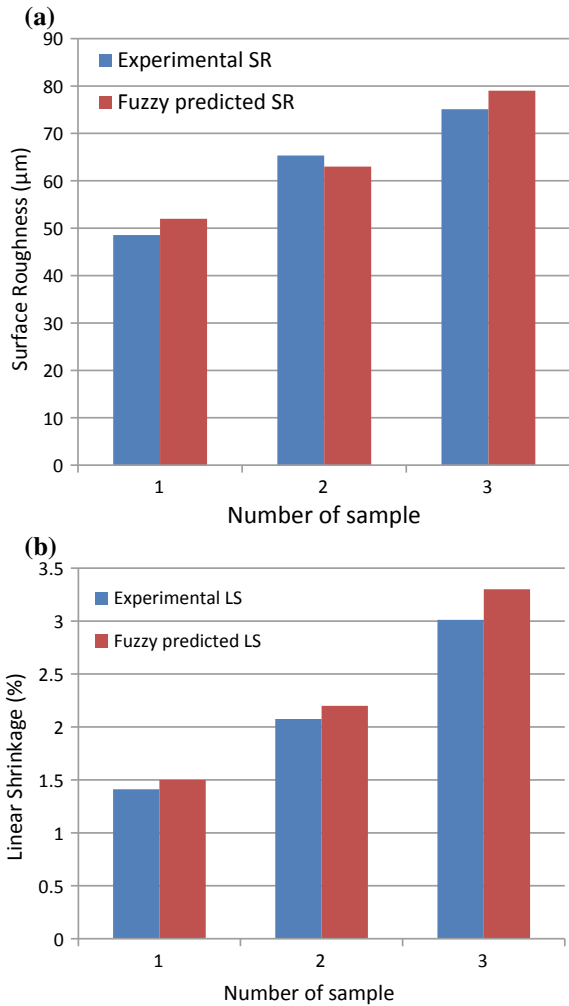 (a)
90
80
70
60
50
40
30
20
10
0
Surface Roughness (μm)
Experimental SR
Fuzzy predicted SR
1 2 3
Number of sample
(b)
3.5
3
2.5
2
1.5
1
0.5
0
Linear Shrinkage (%)
Experimental LS
Fuzzy predicted LS
1 2 3
Number of sample